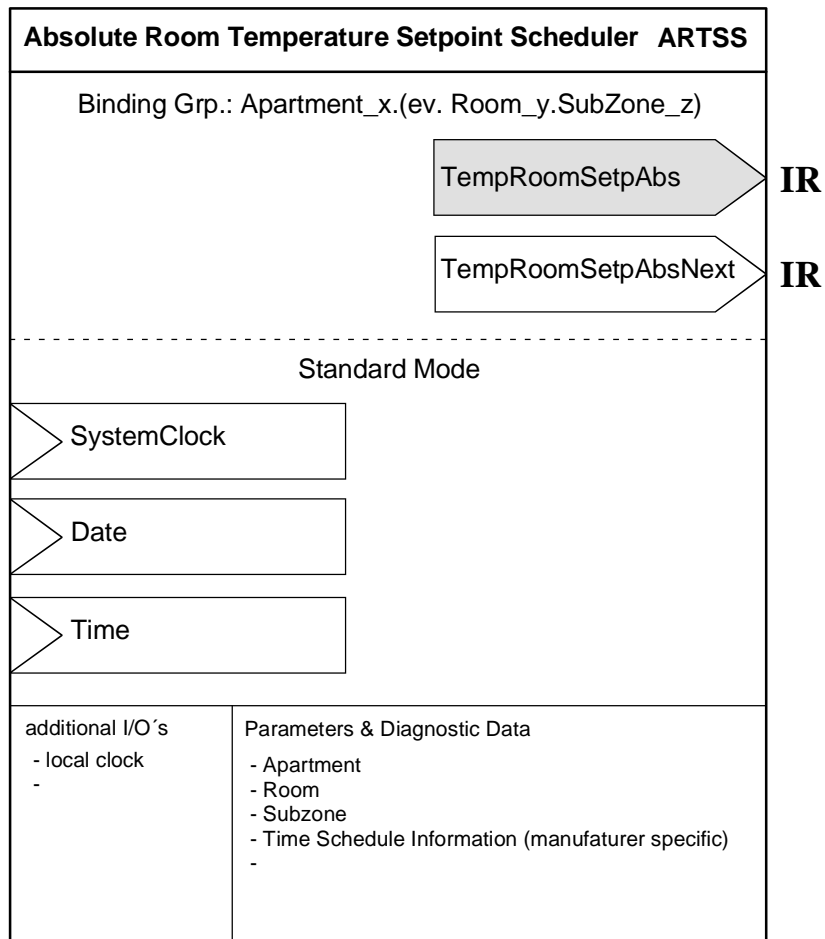 Absolute Room Temperature Setpoint Scheduler ARTSS
Binding Grp.: Apartment_x.(ev. Room_y.SubZone_z)
TempRoomSetpAbs
IR
TempRoomSetpAbsNext
IR
Standard Mode
SystemClock
Date
Time
additional I/O´s
- local clock
-
Parameters & Diagnostic Data
- Apartment
- Room
- Subzone
- Time Schedule Information (manufaturer specific)
-